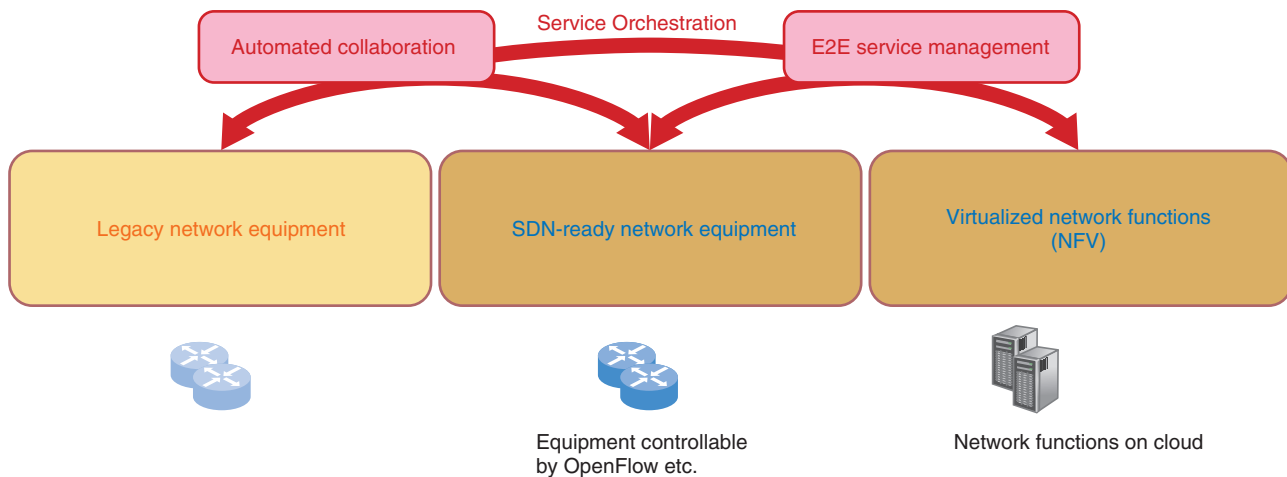 Service Orchestration
Automated collaboration
E2E service management
Legacy network equipment
SDN-ready network equipment
Virtualized network functions
(NFV)
Equipment controllable
by OpenFlow etc.
Network functions on cloud